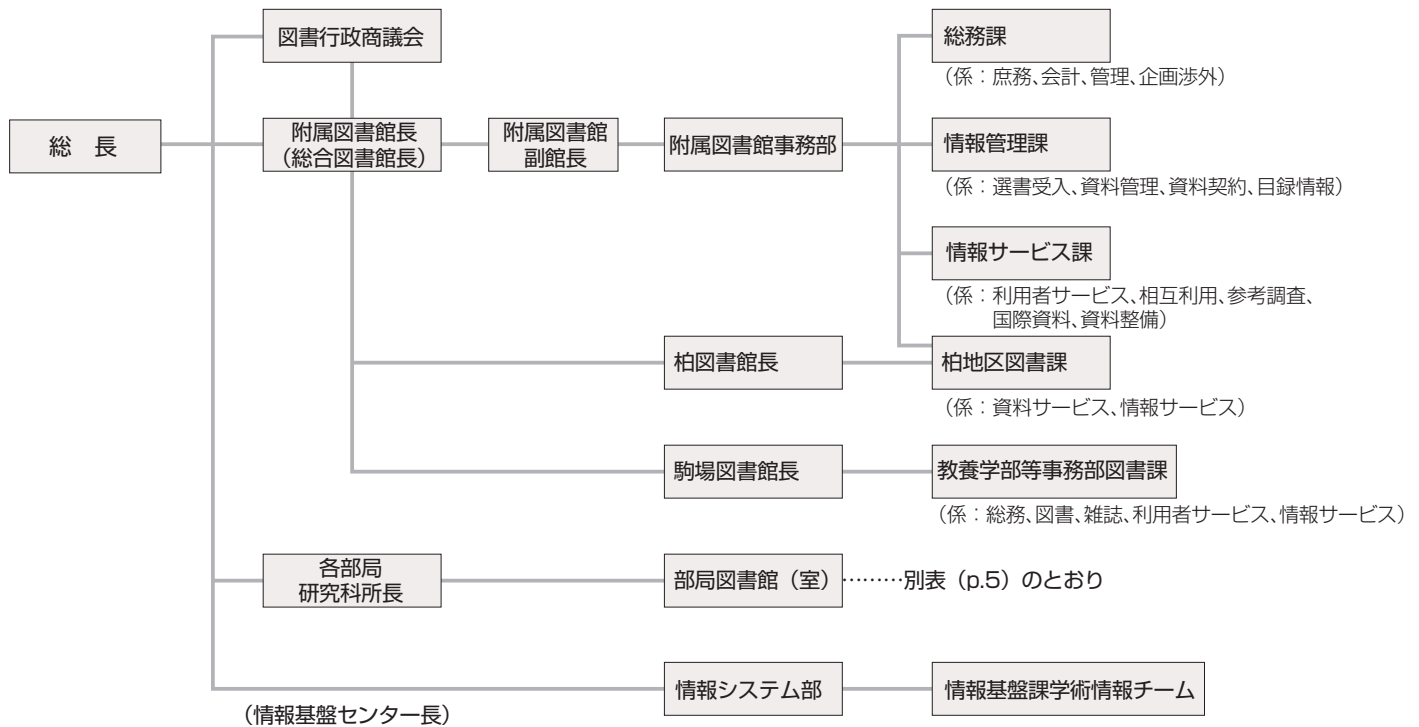 図書行政商議会
総務課
(係:庶務、会計、管理、企画渉外)
総 長
附属図書館長
(総合図書館長)
附属図書館
副館長
附属図書館事務部
情報管理課
(係:選書受入、資料管理、資料契約、目録情報)
情報サービス課
(係:利用者サービス、相互利用、参考調査、
国際資料、資料整備)
柏図書館長
柏地区図書課
(係:資料サービス、情報サービス)
駒場図書館長
教養学部等事務部図書課
(係:総務、図書、雑誌、利用者サービス、情報サービス)
各部局
研究科所長
部局図書館(室)………別表(p.5)のとおり
情報システム部
情報基盤課学術情報チーム
(情報基盤センター長)